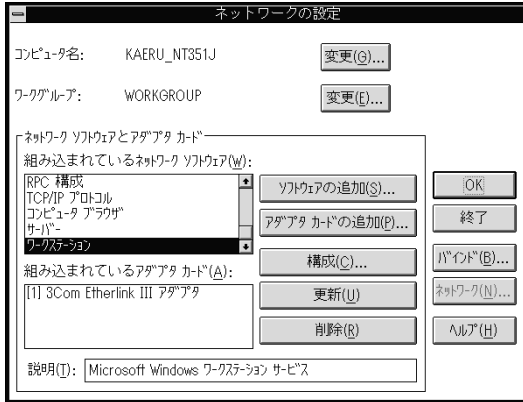 ネットワークの設定
コンピュータ名: KAERU_NT351J 変更(G)...
ワークグループ: WORKGROUP 変更(F)...
ネットワーク ソフトウェアとアダプタ カード
組み込まれているネットワーク ソフトウェア(W):
RPC 構成
TCP/IP プロトコル
コンピュータ ブラウザ
サーバー
ワークステーション
ソフトウェアの追加(S)...
アダプタ カードの追加(P)...
構成(C)...
更新(U)
削除(R)
組み込まれているアダプタ カード(A):
[1] 3Com Etherlink III アダプタ
説明(T): Microsoft Windows ワークステーション サービス
OK
終了
バインド(B)...
ネットワーク(N)...
ヘルプ(H)